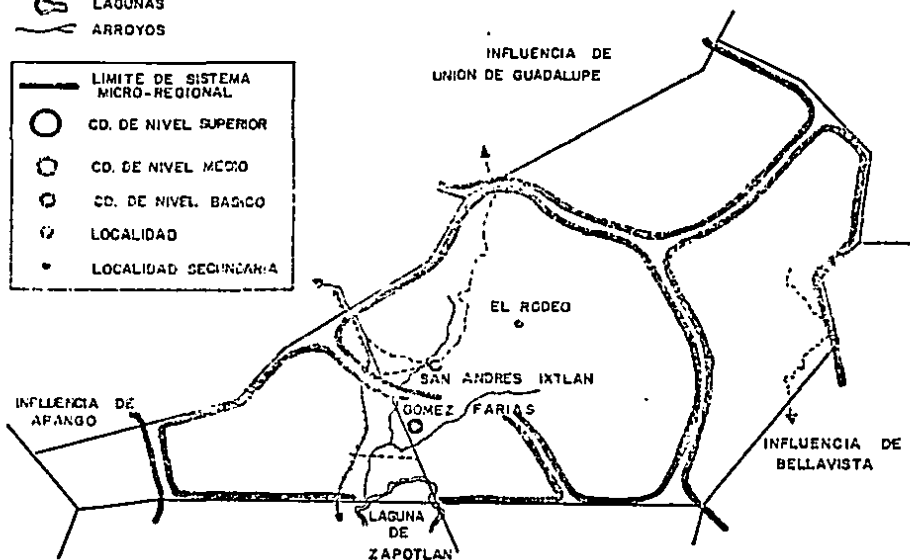 LAGUNAS
ARROYOS
LIMITE DE SISTEMA
MICRO-REGIONAL
CD. DE NIVEL SUPERIOR
CD. DE NIVEL MEDIO
CD. DE NIVEL BASICO
LOCALIDAD
LOCALIDAD SECUNDARIA
INFLUENCIA DE
UNION DE GUADALUPE
EL RODEO
SAN ANDRES IXTLAN
GOMEZ FARIAS
INFLUENCIA DE
APANGO
INFLUENCIA DE
BELLAVISTA
LAGUNA
DE
ZAPOTLAN